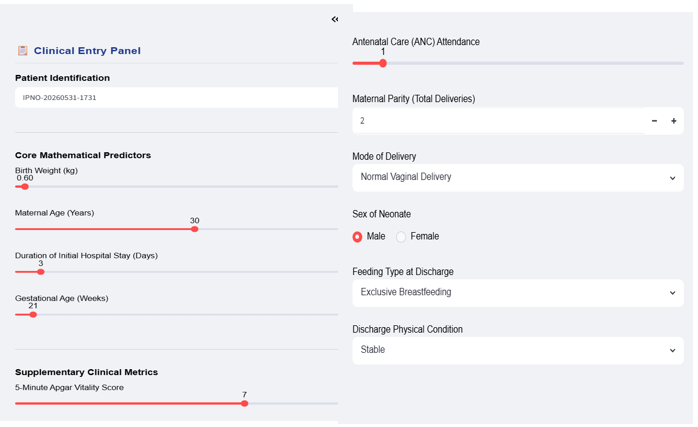 «
Clinical Entry Panel
Patient Identification
IPNO-20260531-1731
Core Mathematical Predictors
Birth Weight (kg)
0.60
Maternal Age (Years)
30
Duration of Initial Hospital Stay (Days)
3
Gestational Age (Weeks)
21
Supplementary Clinical Metrics
5-Minute Apgar Vitality Score
7
Antenatal Care (ANC) Attendance
1
Maternal Parity (Total Deliveries)
2 − +
Mode of Delivery
Normal Vaginal Delivery
Sex of Neonate
Male Female
Feeding Type at Discharge
Exclusive Breastfeeding
Discharge Physical Condition
Stable